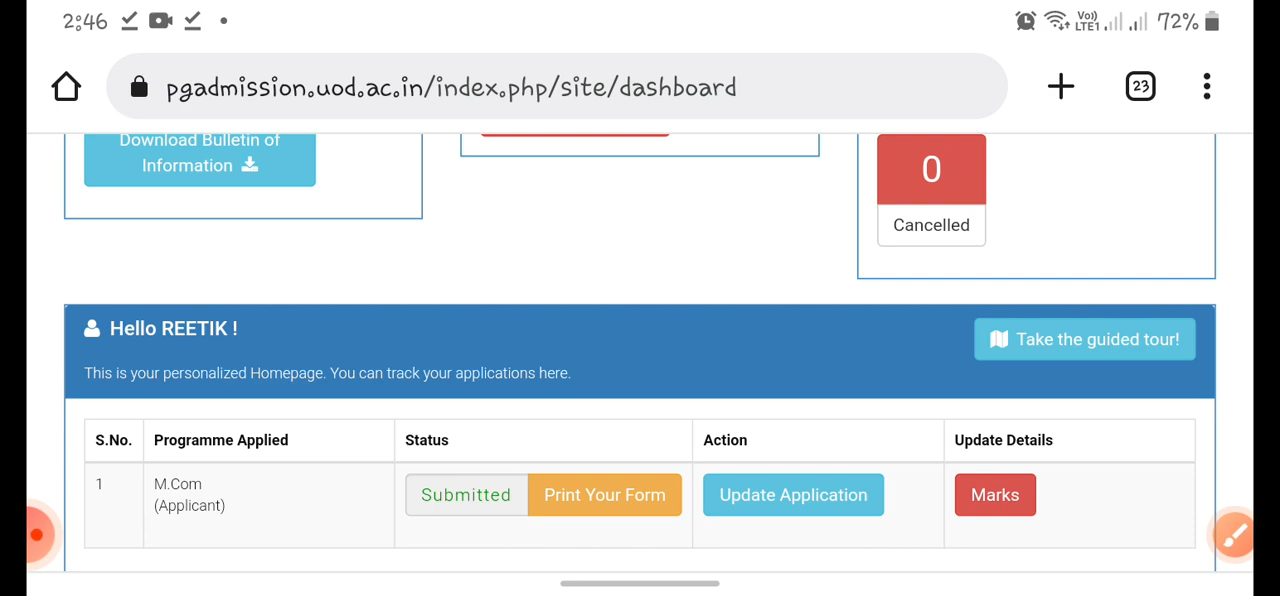 2:46
Vo)) LTE1 72%
pgadmission.uod.ac.in/index.php/site/dashboard
23
Download Bulletin of
Information
0
Cancelled
Hello REETIK !
Take the guided tour!
This is your personalized Homepage. You can track your applications here.
S.No. Programme Applied Status Action Update Details
1 M.Com Submitted Print Your Form Update Application Marks
(Applicant)